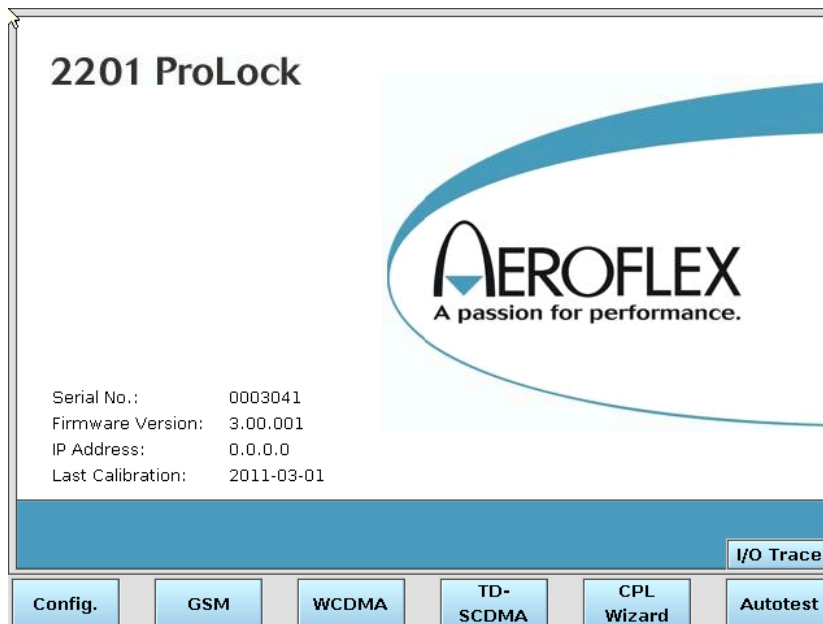 2201 ProLock
AEROFLEX
A passion for performance.
Serial No.: 0003041
Firmware Version: 3.00.001
IP Address: 0.0.0.0
Last Calibration: 2011-03-01
I/O Trace
Config.
GSM
WCDMA
TD-
SCDMA
CPL
Wizard
Autotest